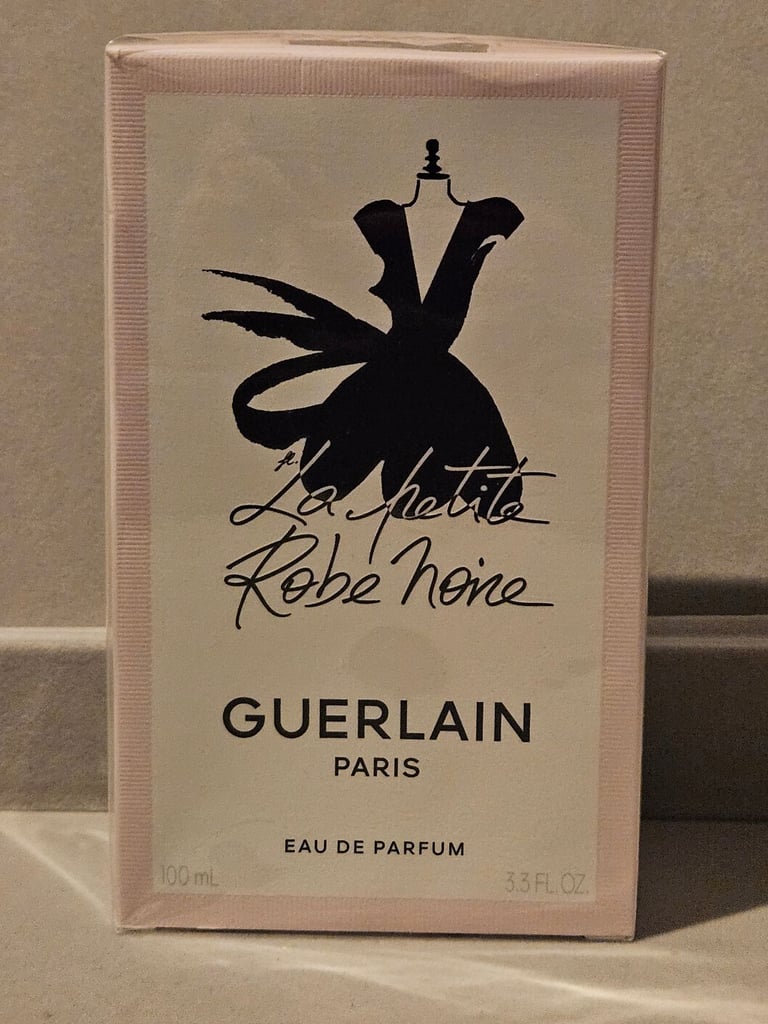 La petite
Robe Noire
GUERLAIN
PARIS
EAU DE PARFUM
100 mL
3.3 FL. OZ.